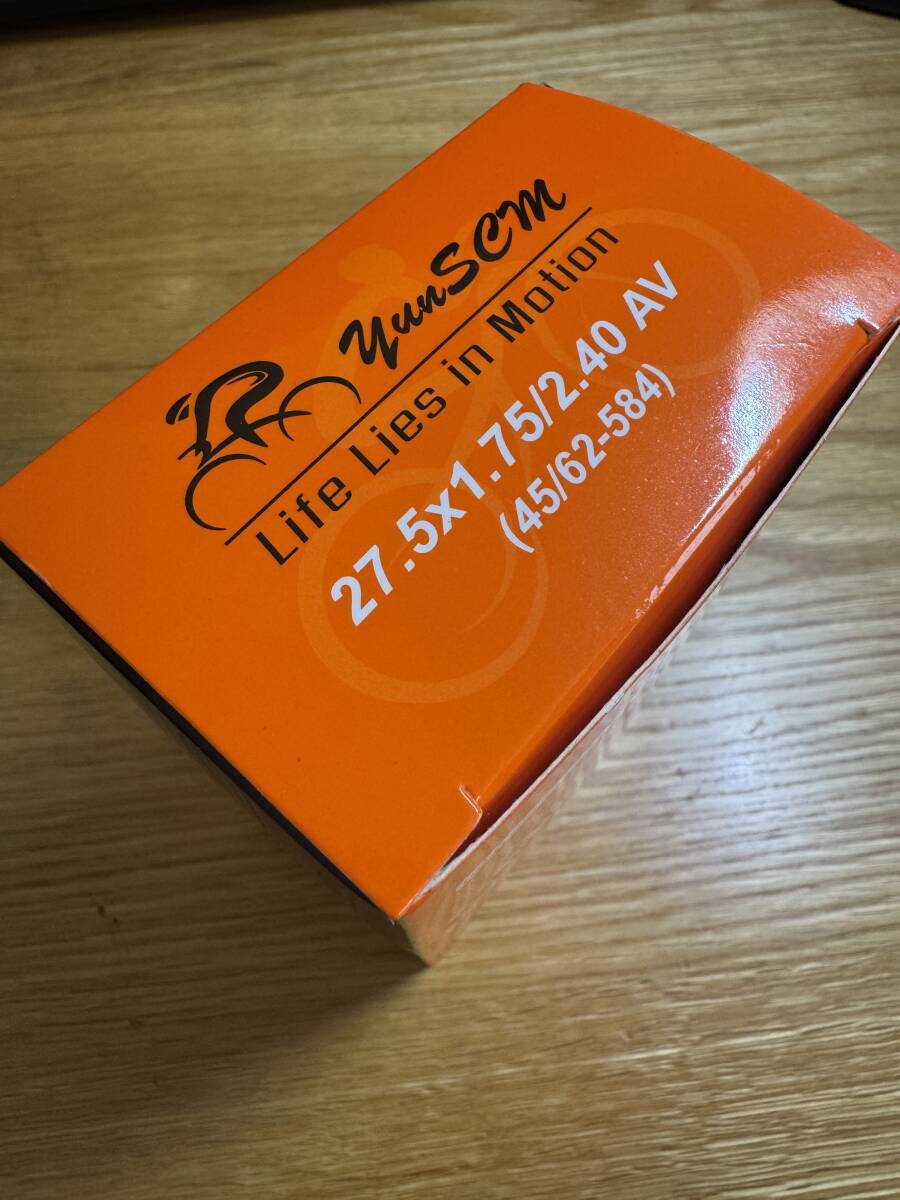 YunSCM
Life Lies in Motion
27.5x1.75/2.40 AV
(45/62-584)